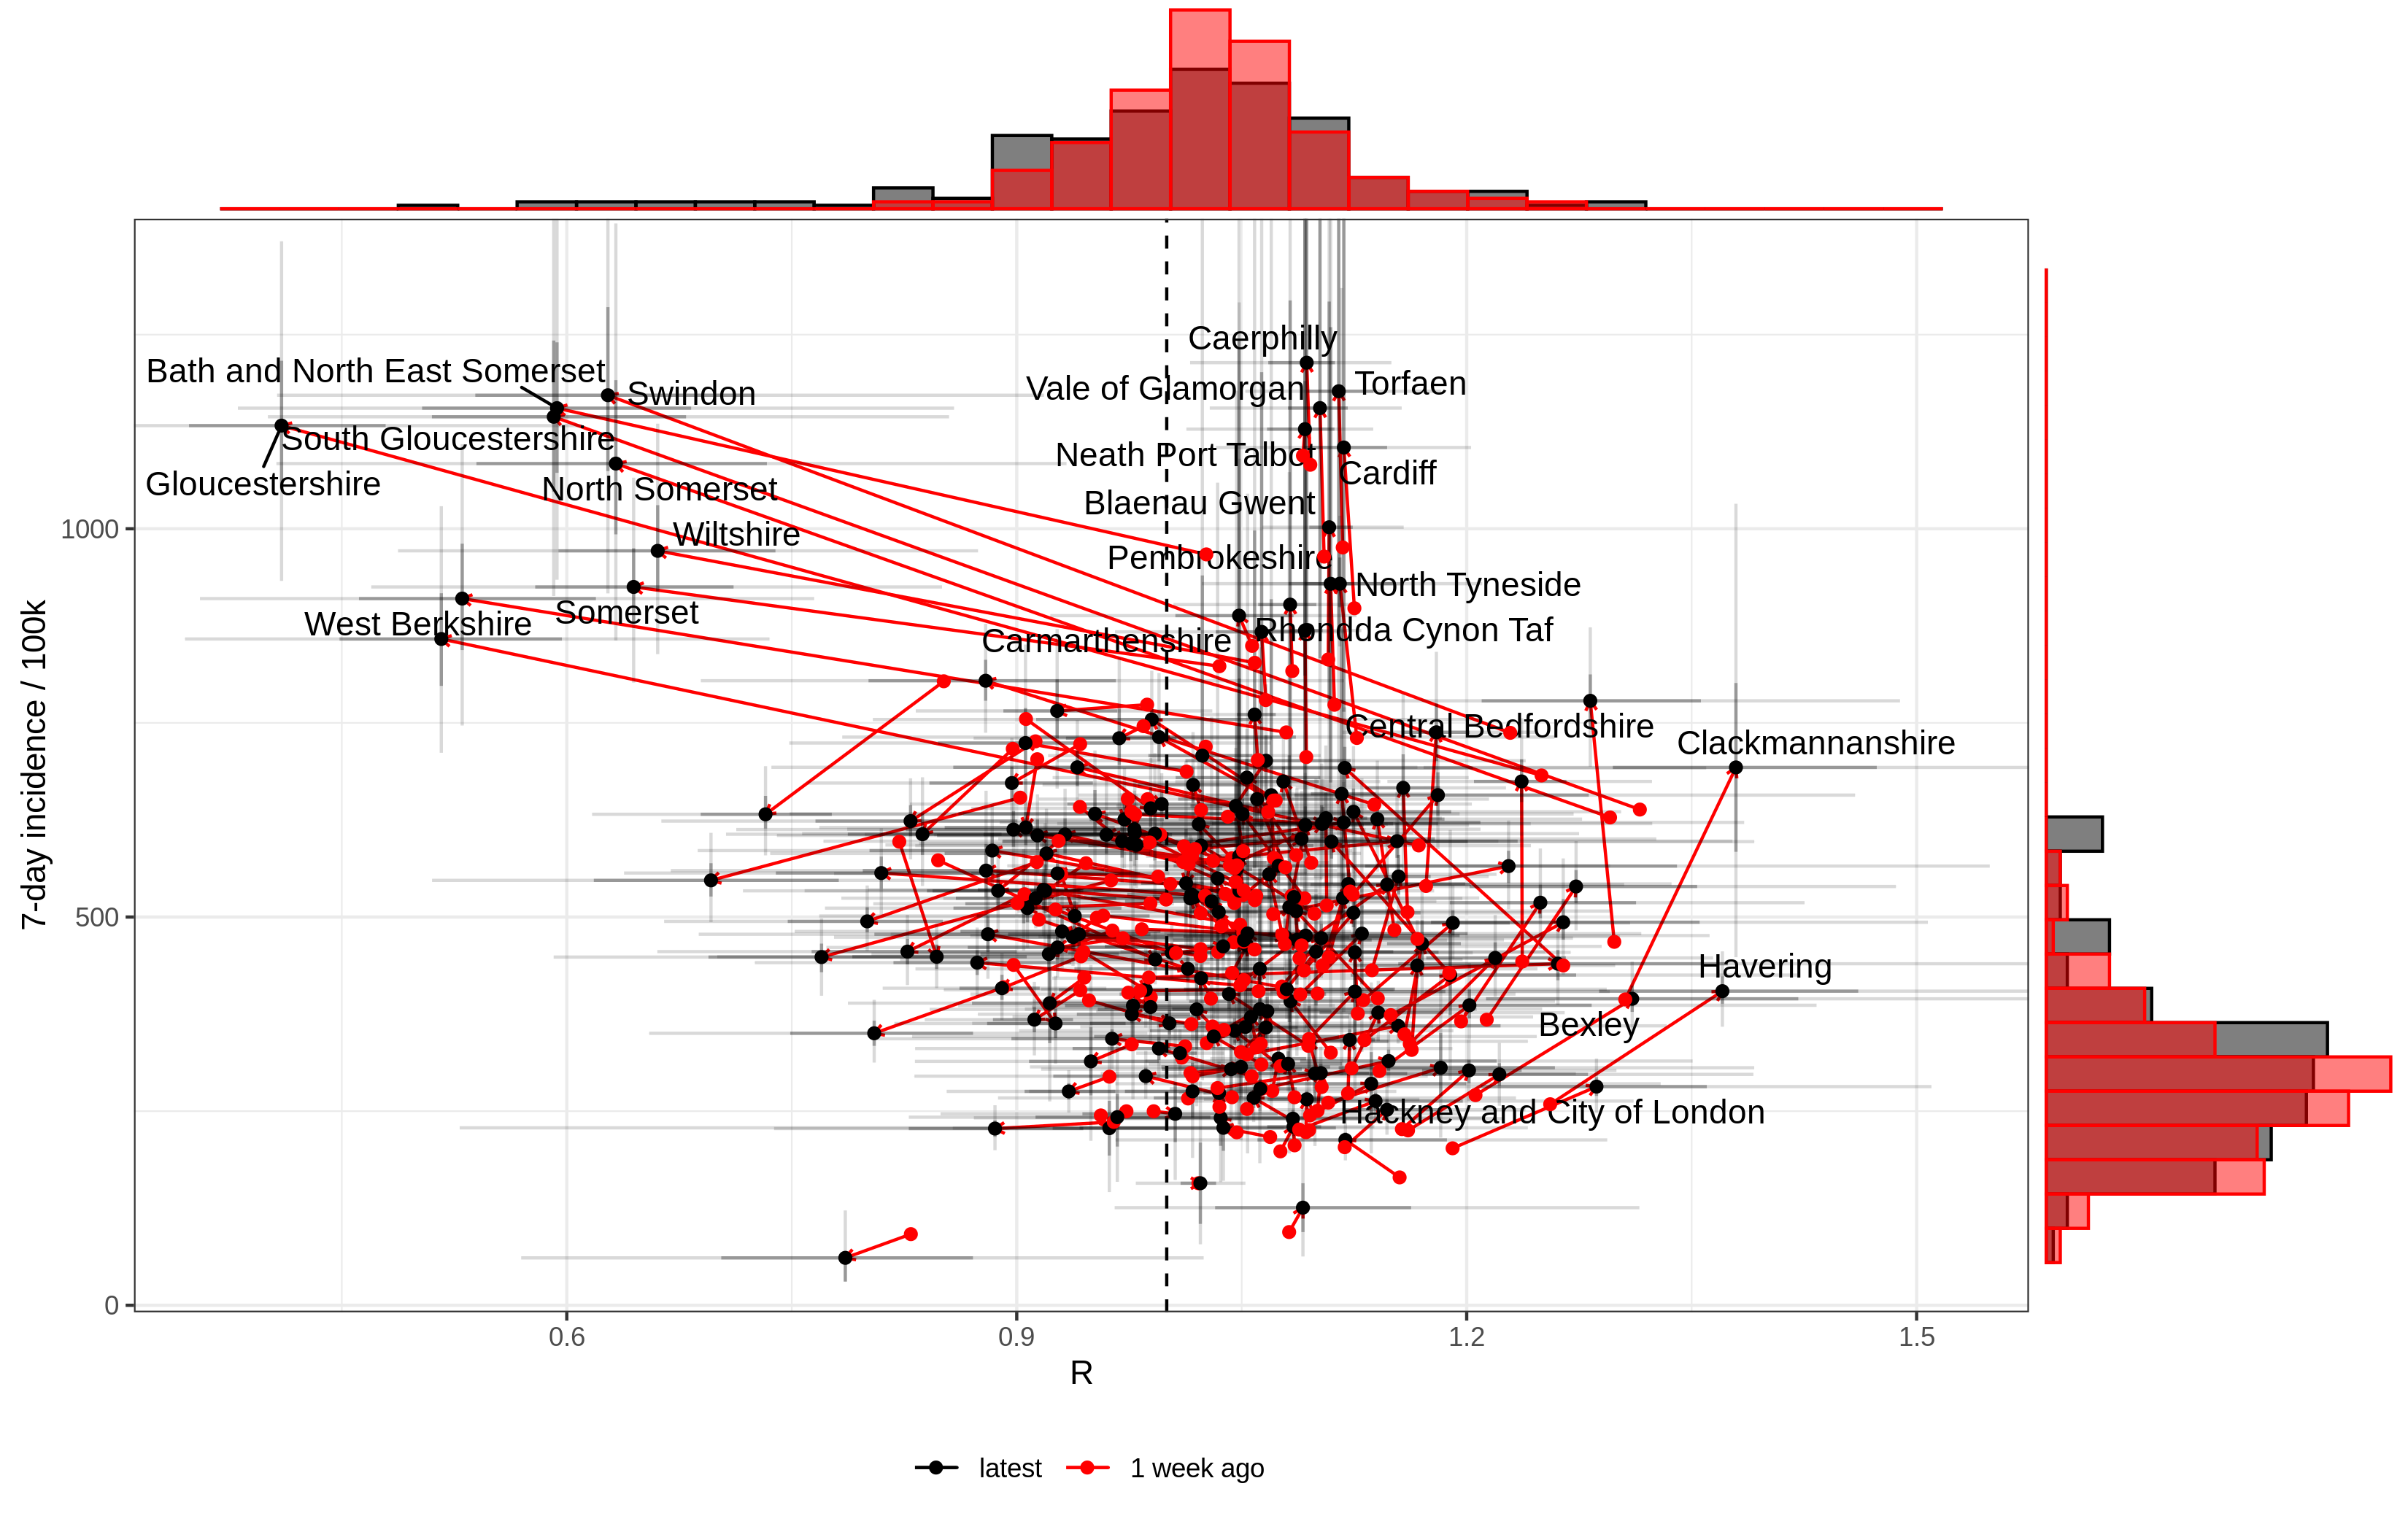 Caerphilly
Bath and North East Somerset
Swindon
Vale of Glamorgan
Torfaen
South Gloucestershire
Neath Port Talbot
Cardiff
Gloucestershire
North Somerset
Blaenau Gwent
1000
Wiltshire
Pembrokeshire
North Tyneside
West Berkshire
Somerset
Carmarthenshire
Rhondda Cynon Taf
Central Bedfordshire
Clackmannanshire
7-day incidence / 100k
500
Havering
Bexley
Hackney and City of London
0
0.6
0.9
1.2
1.5
R
latest
1 week ago